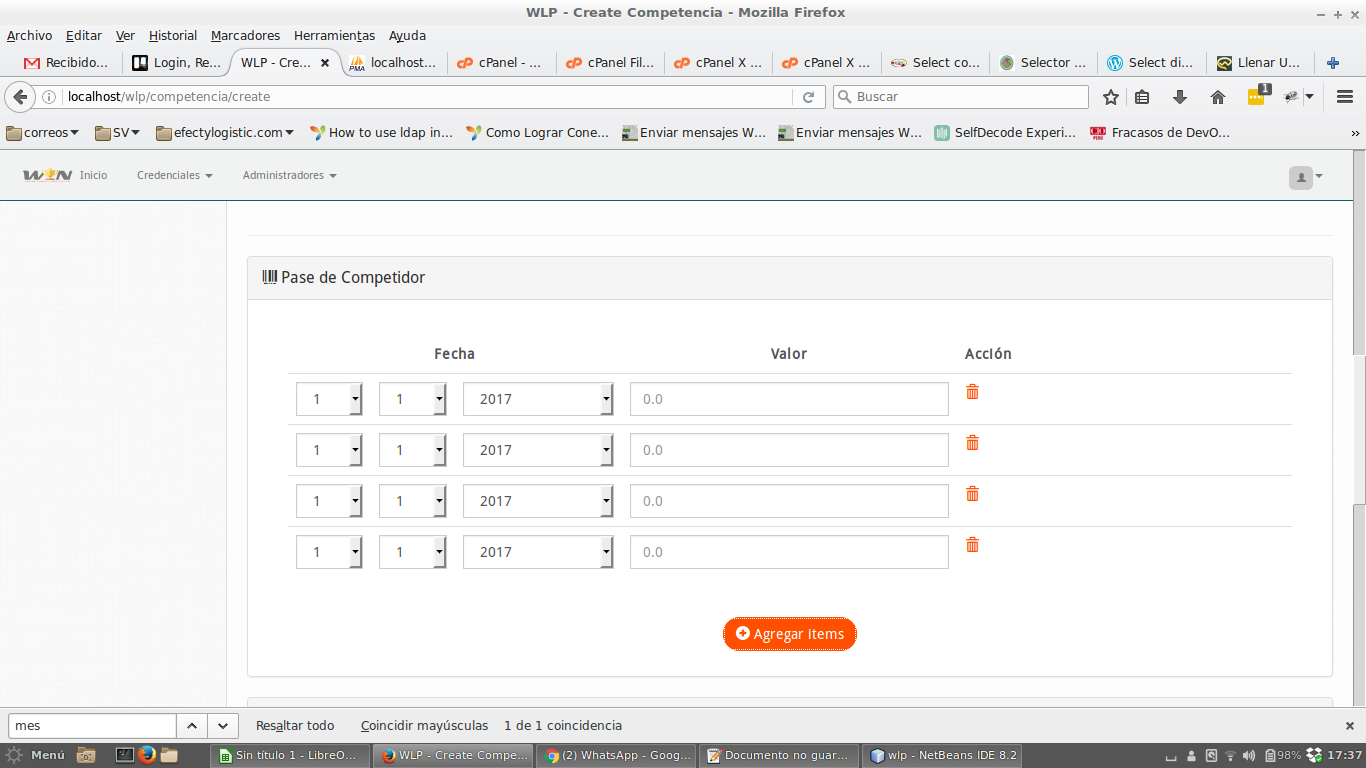 WLP - Create Competencia - Mozilla Firefox
Archivo Editar Ver Historial Marcadores Herramientas Ayuda
Recibido... Login, Re... WLP - Cre... localhost... cPanel - ... cPanel Fil... cPanel X ... cPanel X ... Select co... Selector ... Select di... Llenar U...
localhost/wlp/competencia/create Buscar 1
correos SV efectylogistic.com How to use ldap in... Como Lograr Cone... Enviar mensajes W... Enviar mensajes W... SelfDecode Experi... Fracasos de DevO... »
WIN Inicio Credenciales Administradores
Pase de Competidor
Fecha Valor Acción
1 1 2017 0.0
1 1 2017 0.0
1 1 2017 0.0
1 1 2017 0.0
Agregar items
mes Resaltar todo Coincidir mayúsculas 1 de 1 coincidencia
Menú Sin título 1 - LibreO... WLP - Create Compe... (2) WhatsApp - Goog... Documento no guar... wlp - NetBeans IDE 8.2 98% 17:37